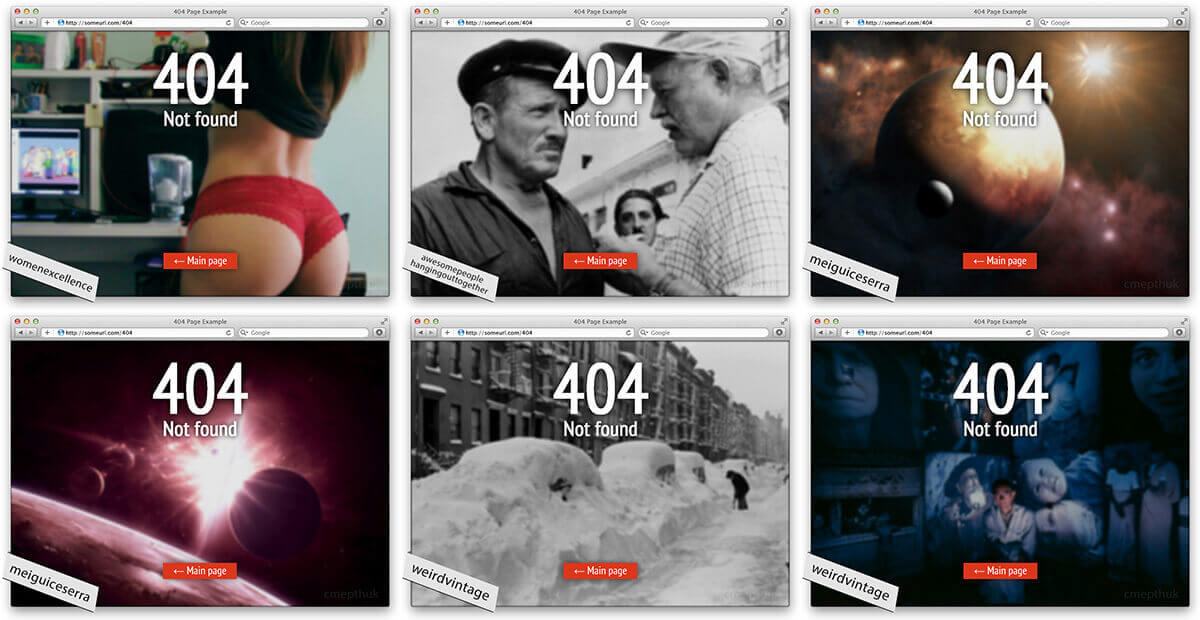 404 Page Example
http://someurl.com/404
Google
404
Not found
← Main page
womenexcellence
cmepthuk
404 Page Example
http://someurl.com/404
Google
404
Not found
← Main page
awesomepeople
hangingouttogether
404 Page Example
http://someurl.com/404
Google
404
Not found
← Main page
meiguiceserra
cmepthuk
404 Page Example
http://someurl.com/404
Google
404
Not found
← Main page
meiguiceserra
cmepthuk
404 Page Example
http://someurl.com/404
Google
404
Not found
← Main page
weirdvintage
cmepthuk
404 Page Example
http://someurl.com/404
Google
404
Not found
← Main page
weirdvintage
cmepthuk